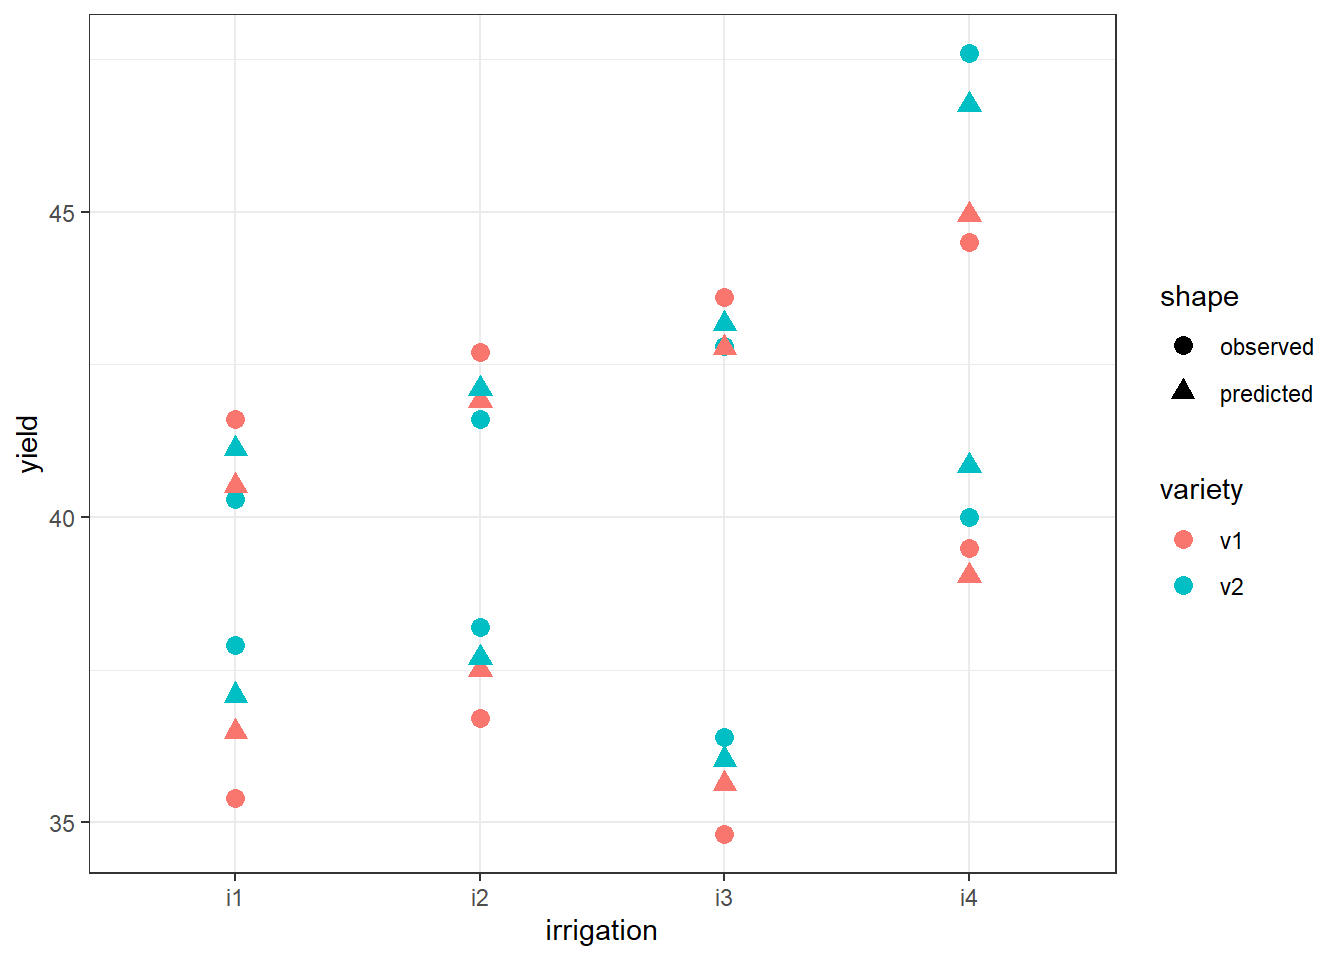 yield
45
40
35
i1 i2 i3 i4
irrigation
shape
observed
predicted
variety
v1
v2